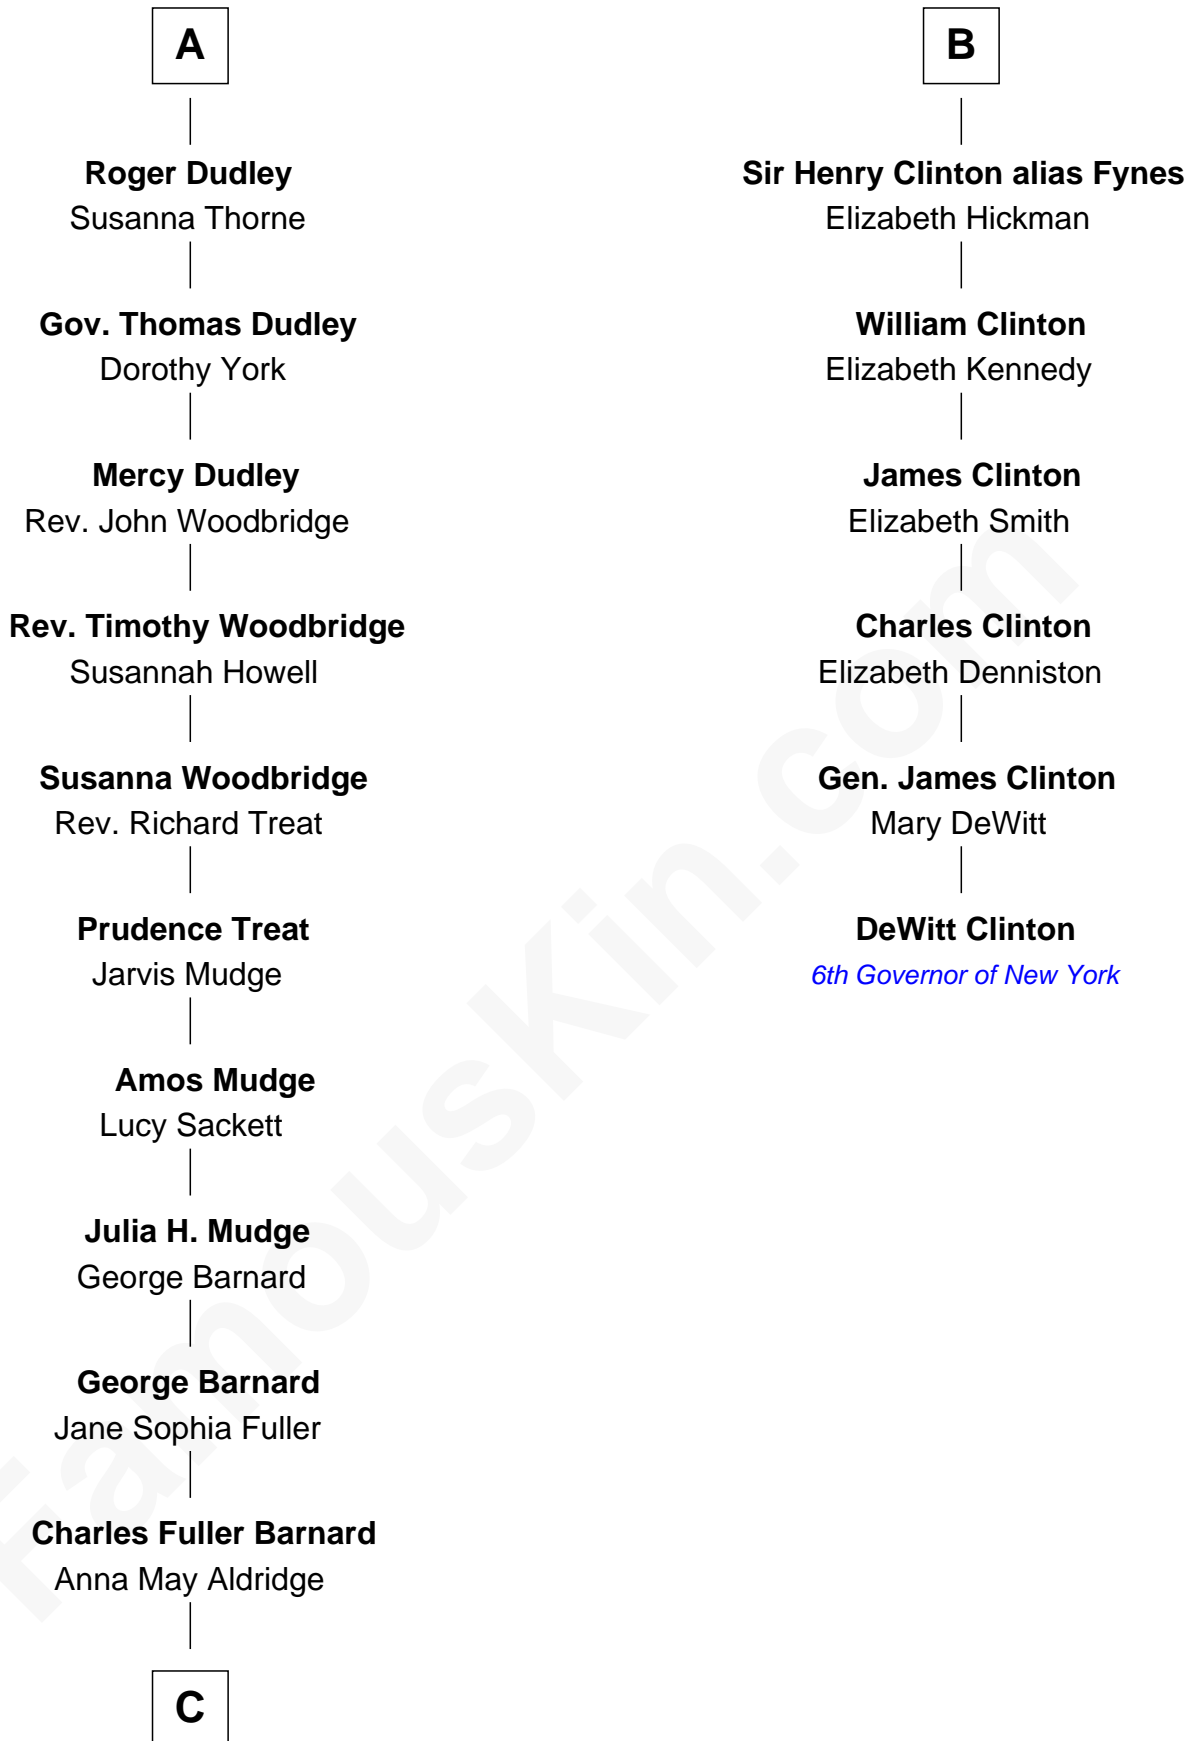 A
Roger Dudley
Susanna Thorne
Gov. Thomas Dudley
Dorothy York
Mercy Dudley
Rev. John Woodbridge
Rev. Timothy Woodbridge
Susannah Howell
Susanna Woodbridge
Rev. Richard Treat
Prudence Treat
Jarvis Mudge
Amos Mudge
Lucy Sackett
Julia H. Mudge
George Barnard
George Barnard
Jane Sophia Fuller
Charles Fuller Barnard
Anna May Aldridge
C
B
Sir Henry Clinton alias Fynes
Elizabeth Hickman
William Clinton
Elizabeth Kennedy
James Clinton
Elizabeth Smith
Charles Clinton
Elizabeth Denniston
Gen. James Clinton
Mary DeWitt
DeWitt Clinton
6th Governor of New York
FamousKin.com